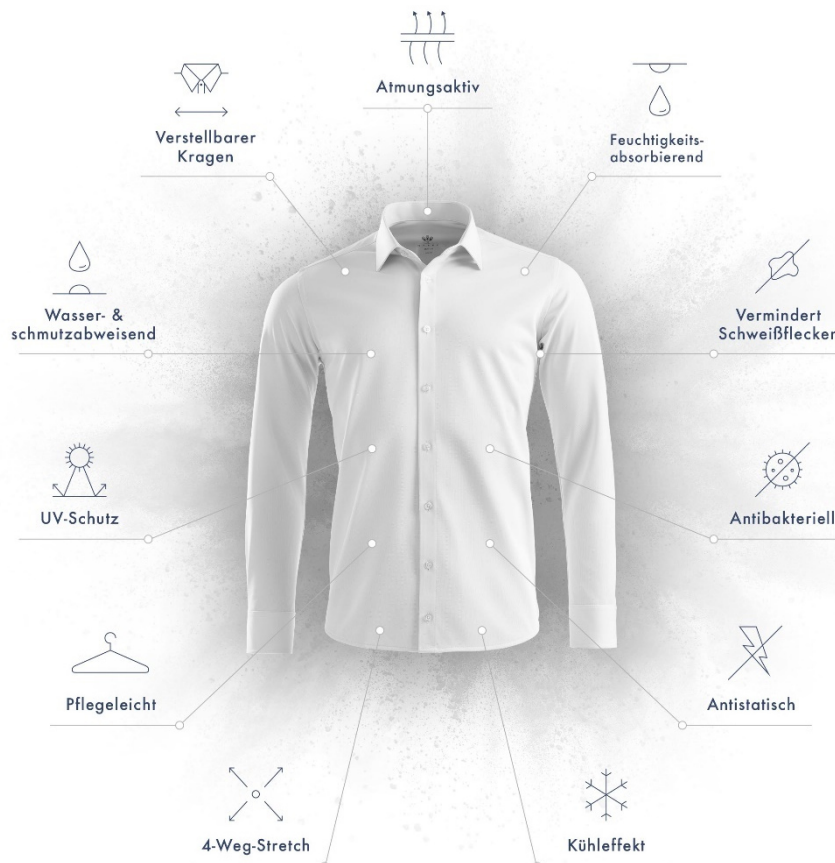 Atmungsaktiv
Verstellbarer
Kragen
Feuchtigkeits-
absorbierend
Wasser- &
schmutzabweisend
Vermindert
Schweißflecken
UV-Schutz
Antibakteriell
Pflegeleicht
Antistatisch
4-Weg-Stretch
Kühleffekt